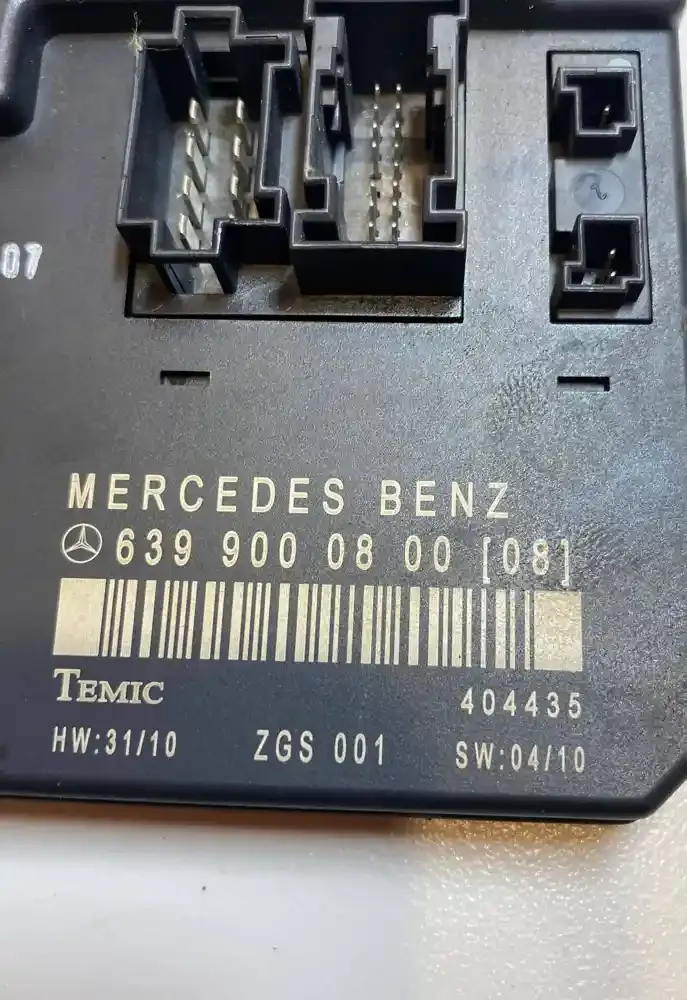 07
MERCEDES BENZ
639 900 08 00 [08]
TEMIC 404435
HW:31/10 ZGS 001 SW:04/10